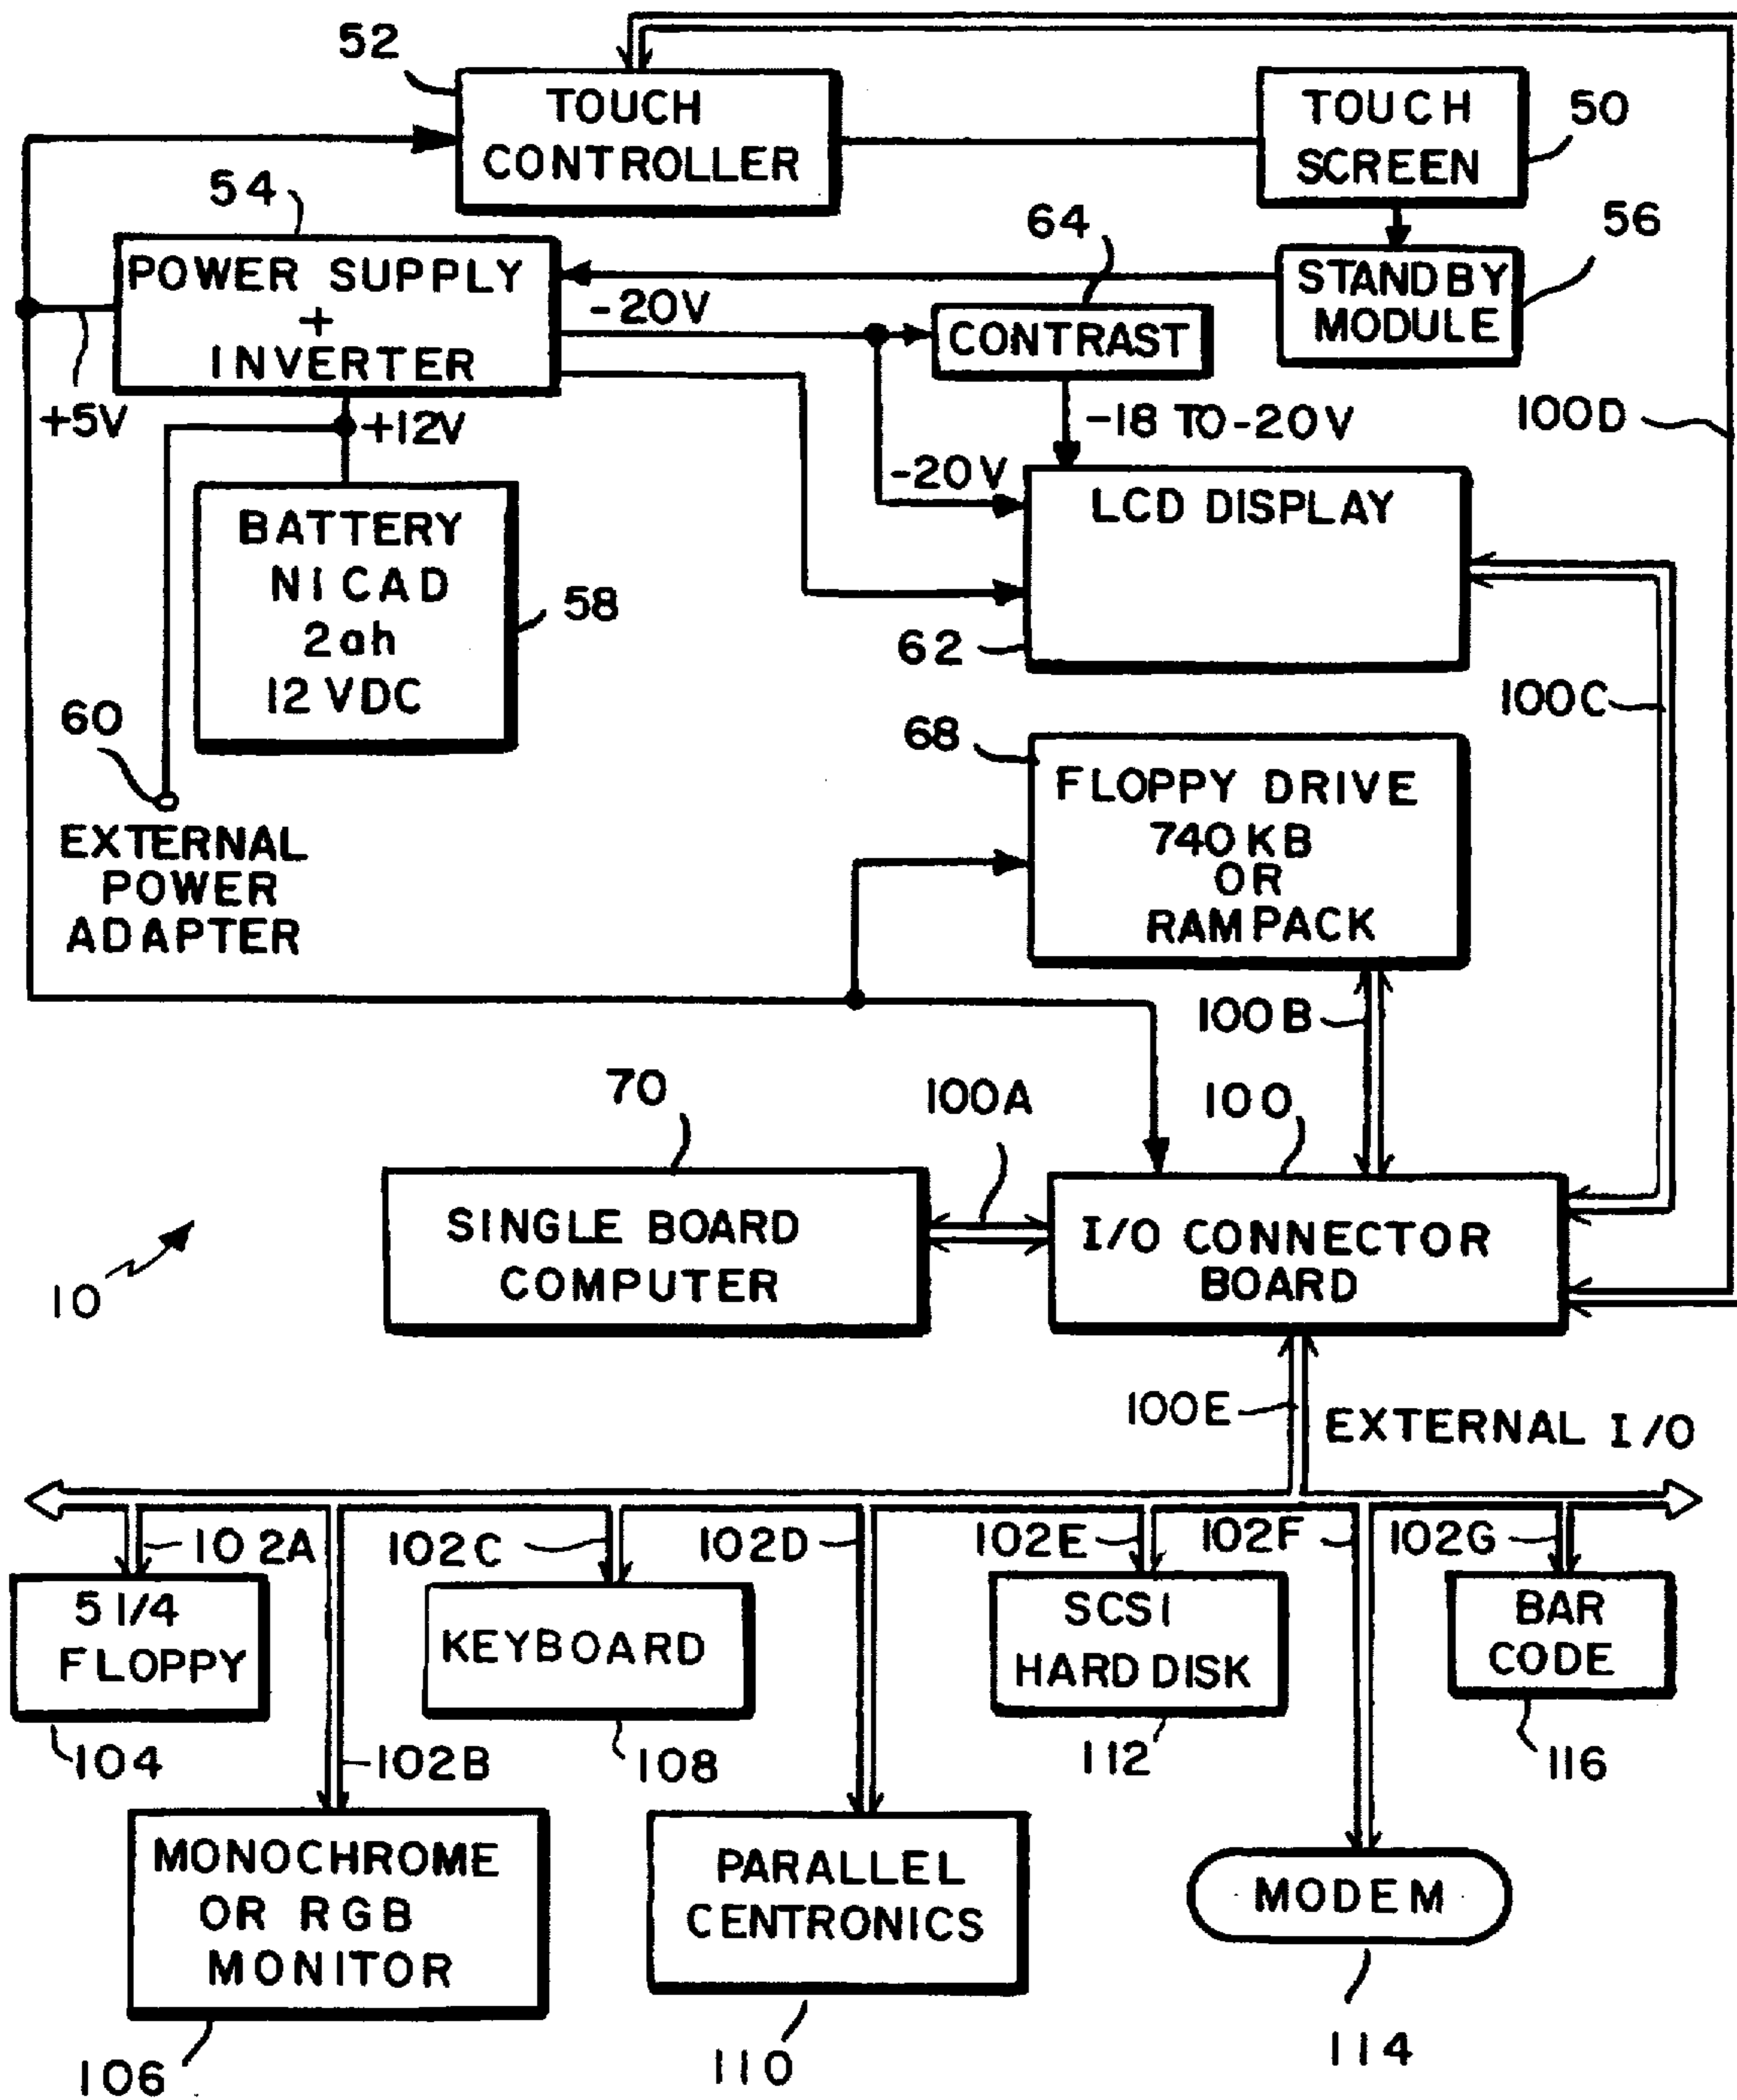 52
TOUCH
CONTROLLER
TOUCH
SCREEN
50
54
POWER SUPPLY
+
INVERTER
64
56
STANDBY
MODULE
-20V
CONTRAST
+5V
+12V
-18 TO -20V
100D
-20V
LCD DISPLAY
BATTERY
NICAD
2ah
12 VDC
58
62
60
EXTERNAL
POWER
ADAPTER
100C
68
FLOPPY DRIVE
740 KB
OR
RAMPACK
100B
70
100A
100
SINGLE BOARD
COMPUTER
I/O CONNECTOR
BOARD
10
100E
EXTERNAL I/O
102A
102C
102D
102E
102F
102G
5 1/4
FLOPPY
KEYBOARD
SCSI
HARD DISK
BAR
CODE
104
102B
108
112
116
MONOCHROME
OR RGB
MONITOR
PARALLEL
CENTRONICS
MODEM
106
110
114